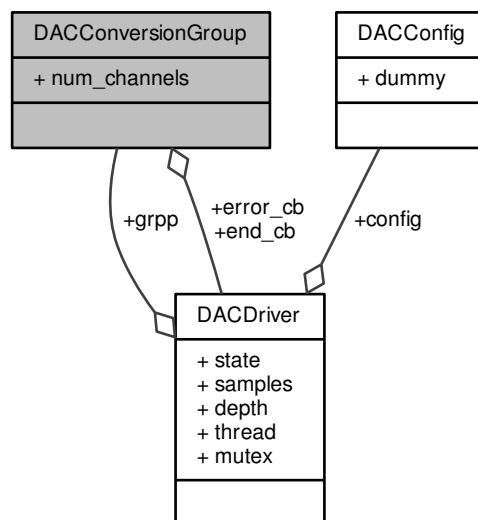 DACConversionGroup
+ num_channels
DACConfig
+ dummy
+grpp
+error_cb
+end_cb
+config
DACDriver
+ state
+ samples
+ depth
+ thread
+ mutex